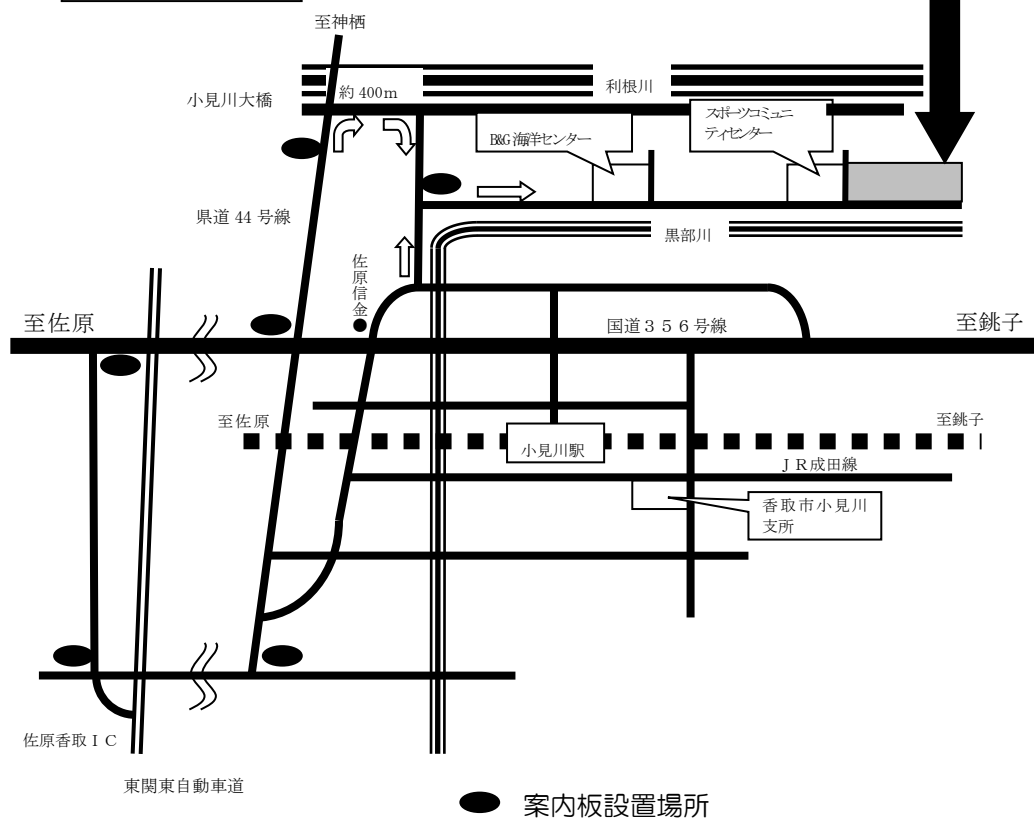 至神栖
約 400m
利根川
小見川大橋
スポーツコミュニ
ティセンター
B&G 海洋センター
県道 44 号線
黒部川
佐原信金
至佐原
国道３５６号線
至銚子
至佐原
至銚子
小見川駅
ＪＲ成田線
香取市小見川
支所
佐原香取ＩＣ
東関東自動車道
案内板設置場所